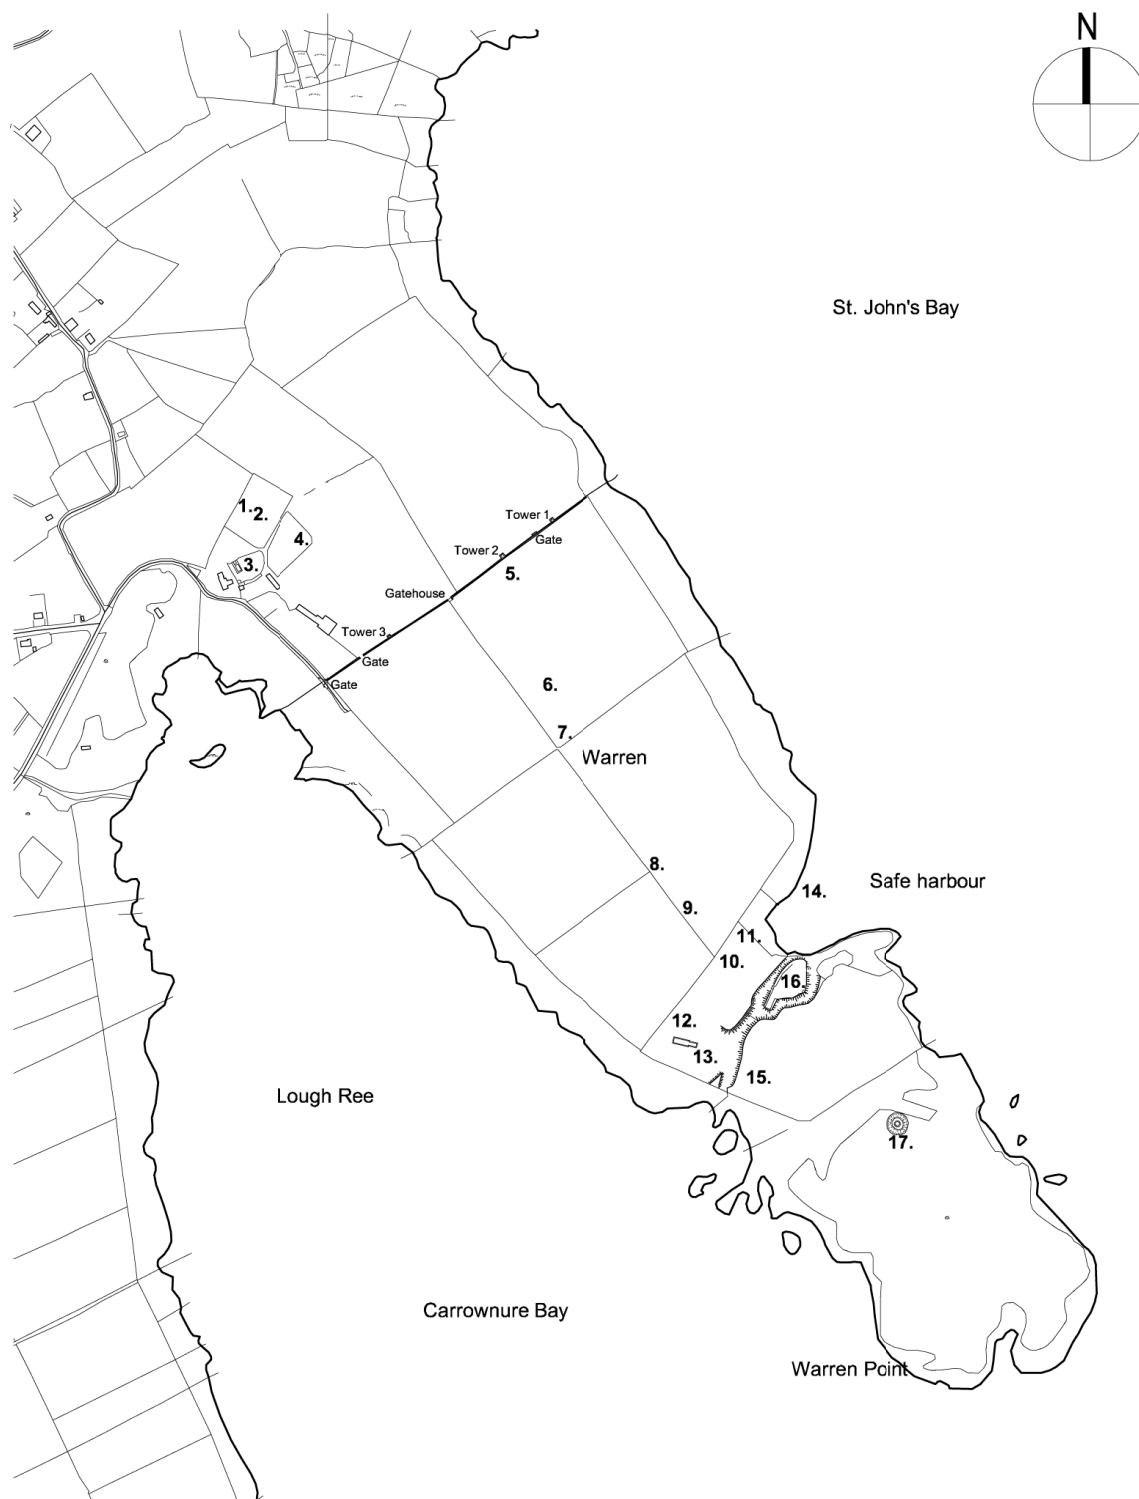 N
St. John's Bay
1.
2.
Tower 1
Gate
4.
Tower 2
3.
5.
Gatehouse
Tower 3
Gate
Gate
6.
7.
Warren
8.
Safe harbour
14.
9.
11.
10.
16.
12.
13.
15.
Lough Ree
17.
Carrownure Bay
Warren Point